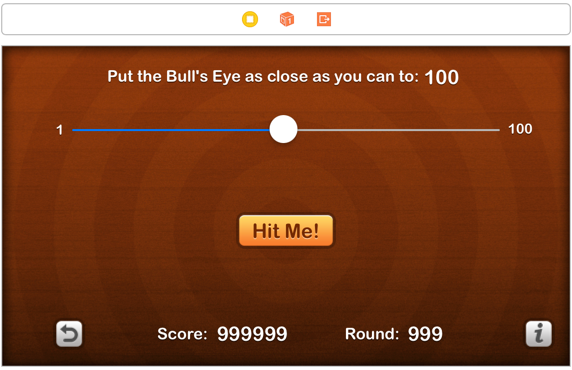 Put the Bull's Eye as close as you can to: 100
1 100
Hit Me!
Score: 999999 Round: 999
i